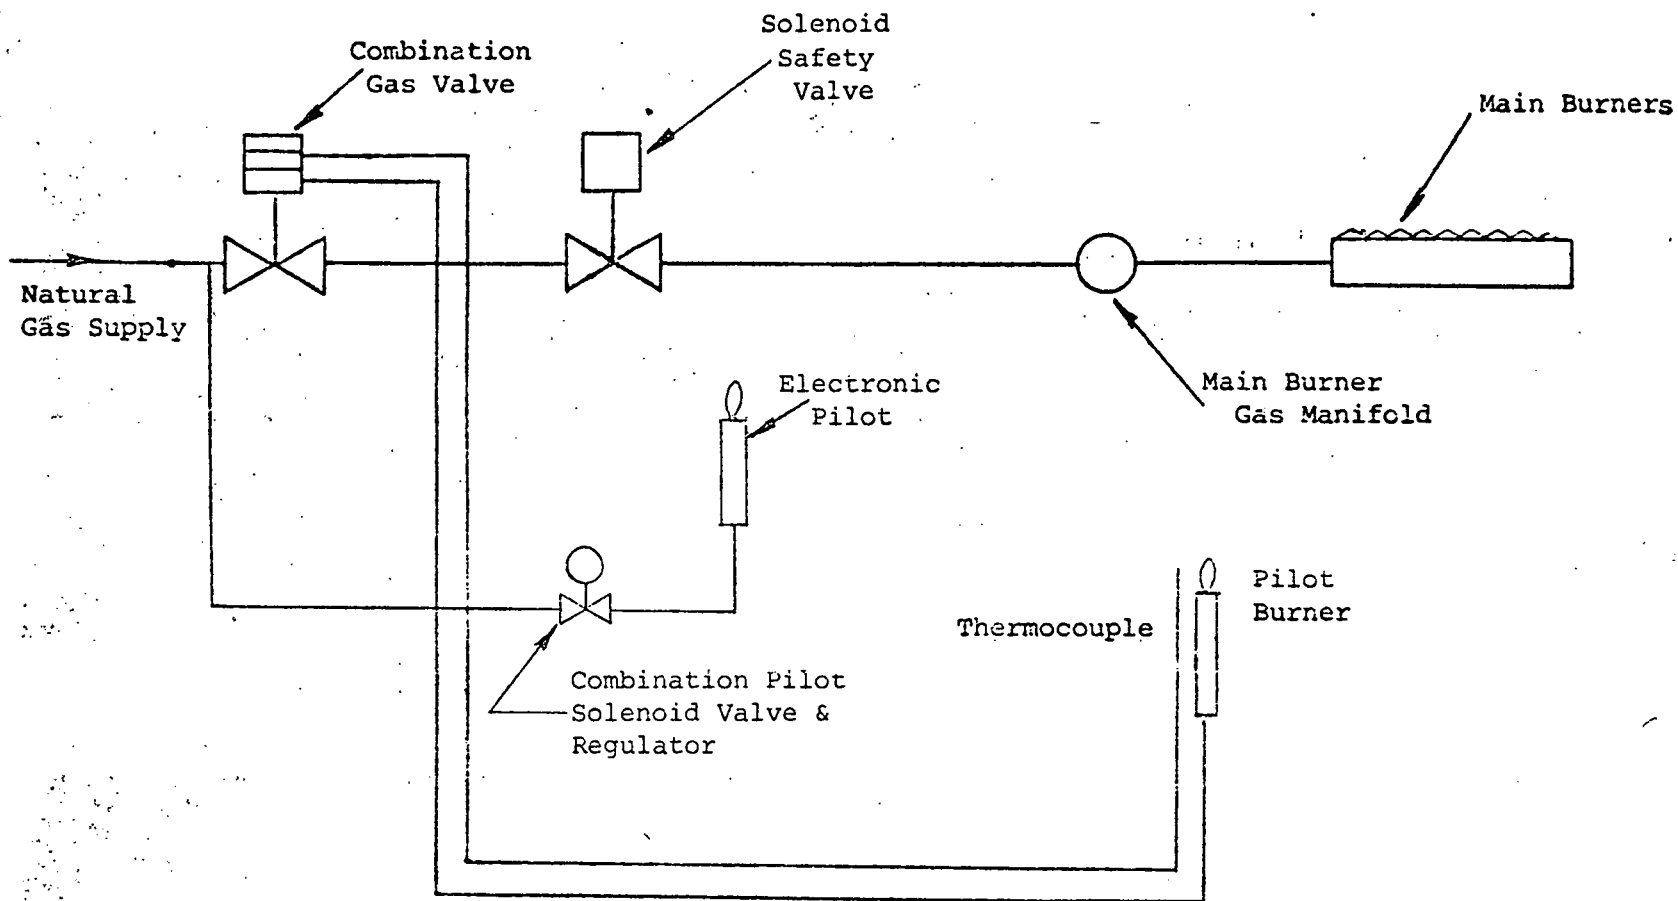 Solenoid
Safety
Valve
Combination
Gas Valve
Main Burners
Natural
Gas Supply
Electronic
Pilot
Main Burner
Gas Manifold
Pilot
Burner
Thermocouple
Combination Pilot
Solenoid Valve &
Regulator